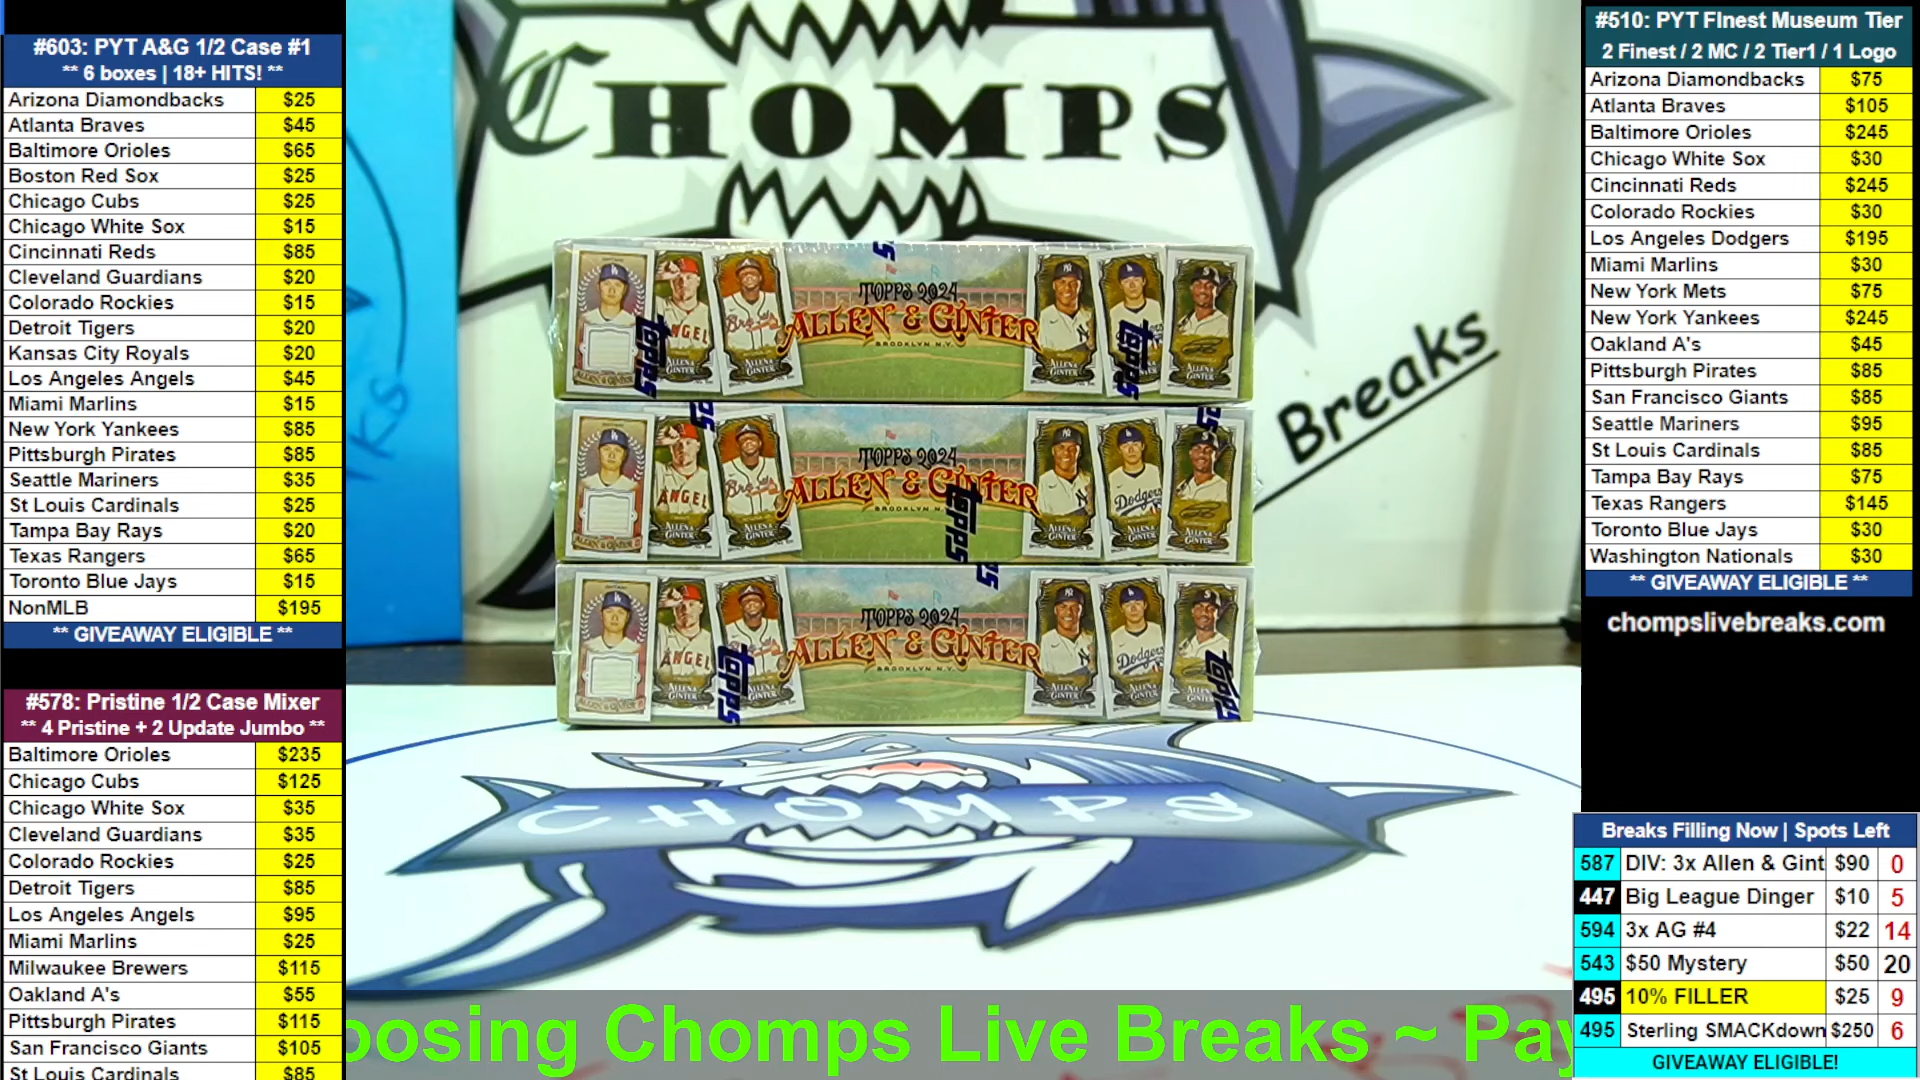 #603: PYT A&G 1/2 Case #1
** 6 boxes | 18+ HITS! **
Arizona Diamondbacks $25
Atlanta Braves $45
Baltimore Orioles $65
Boston Red Sox $25
Chicago Cubs $25
Chicago White Sox $15
Cincinnati Reds $85
Cleveland Guardians $20
Colorado Rockies $15
Detroit Tigers $20
Kansas City Royals $20
Los Angeles Angels $45
Miami Marlins $15
New York Yankees $85
Pittsburgh Pirates $85
Seattle Mariners $35
St Louis Cardinals $25
Tampa Bay Rays $20
Texas Rangers $65
Toronto Blue Jays $15
NonMLB $195
** GIVEAWAY ELIGIBLE **
#578: Pristine 1/2 Case Mixer
** 4 Pristine + 2 Update Jumbo **
Baltimore Orioles $235
Chicago Cubs $125
Chicago White Sox $35
Cleveland Guardians $35
Colorado Rockies $25
Detroit Tigers $85
Los Angeles Angels $95
Miami Marlins $25
Milwaukee Brewers $115
Oakland A's $55
Pittsburgh Pirates $115
San Francisco Giants $105
St Louis Cardinals $85
CHOMPS
Breaks
TOPPS 2024
ALLEN & GINTER
BROOKLYN N.Y.
topps
topps
TOPPS 2024
ALLEN & GINTER
BROOKLYN N.Y.
topps
Dodgers
TOPPS 2024
ALLEN & GINTER
BROOKLYN N.Y.
topps
Dodgers
topps
CHOMPS
oosing Chomps Live Breaks ~ Pay
#510: PYT FInest Museum Tier
2 Finest / 2 MC / 2 Tier1 / 1 Logo
Arizona Diamondbacks $75
Atlanta Braves $105
Baltimore Orioles $245
Chicago White Sox $30
Cincinnati Reds $245
Colorado Rockies $30
Los Angeles Dodgers $195
Miami Marlins $30
New York Mets $75
New York Yankees $245
Oakland A's $45
Pittsburgh Pirates $85
San Francisco Giants $85
Seattle Mariners $95
St Louis Cardinals $85
Tampa Bay Rays $75
Texas Rangers $145
Toronto Blue Jays $30
Washington Nationals $30
** GIVEAWAY ELIGIBLE **
chompslivebreaks.com
Breaks Filling Now | Spots Left
587 DIV: 3x Allen & Gint $90 0
447 Big League Dinger $10 5
594 3x AG #4 $22 14
543 $50 Mystery $50 20
495 10% FILLER $25 9
495 Sterling SMACKdown $250 6
GIVEAWAY ELIGIBLE!